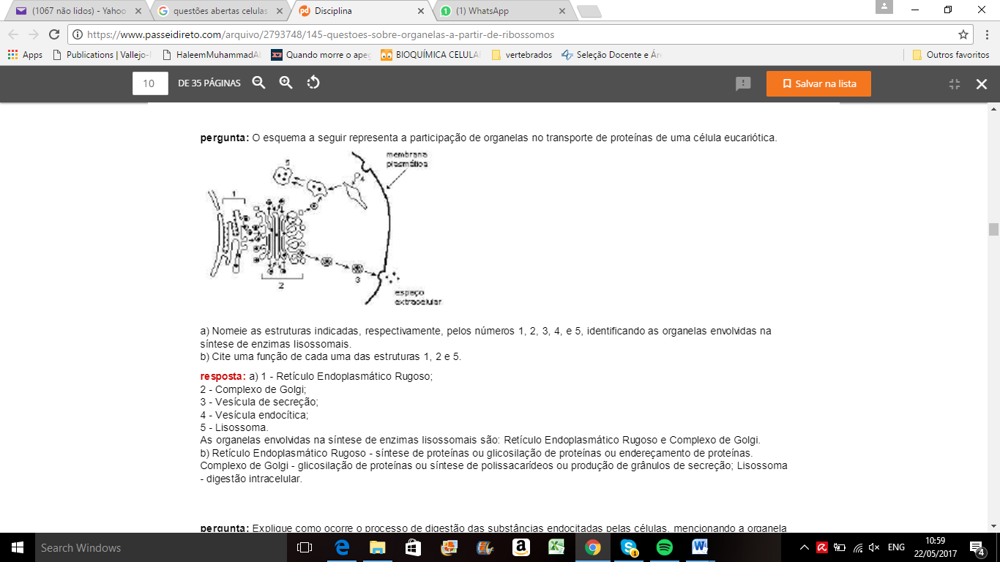 (1067 não lidos) - Yahoo
questões abertas celulas
Disciplina
(1) WhatsApp
https://www.passeidireto.com/arquivo/2793748/145-questoes-sobre-organelas-a-partir-de-ribossomos
Apps
Publications | Vallejo-
HaleemMuhammadAl
Quando morre o apeg
BIOQUÍMICA CELULA
vertebrados
Seleção Docente e Ár
Outros favoritos
10 DE 35 PÁGINAS
Salvar na lista
pergunta: O esquema a seguir representa a participação de organelas no transporte de proteínas de uma célula eucariótica.
membrana
plasmática
5
4
1
2
3
espaço
extracelular
a) Nomeie as estruturas indicadas, respectivamente, pelos números 1, 2, 3, 4, e 5, identificando as organelas envolvidas na
síntese de enzimas lisossomais.
b) Cite uma função de cada uma das estruturas 1, 2 e 5.
resposta: a) 1 - Retículo Endoplasmático Rugoso;
2 - Complexo de Golgi;
3 - Vesícula de secreção;
4 - Vesícula endocítica;
5 - Lisossoma.
As organelas envolvidas na síntese de enzimas lisossomais são: Retículo Endoplasmático Rugoso e Complexo de Golgi.
b) Retículo Endoplasmático Rugoso - síntese de proteínas ou glicosilação de proteínas ou endereçamento de proteínas.
Complexo de Golgi - glicosilação de proteínas ou síntese de polissacarídeos ou produção de grânulos de secreção; Lisossoma
- digestão intracelular.
pergunta: Explique como ocorre o processo de digestão das substâncias endocitadas pelas células, mencionando a organela
Search Windows
ENG
10:59
22/05/2017
4